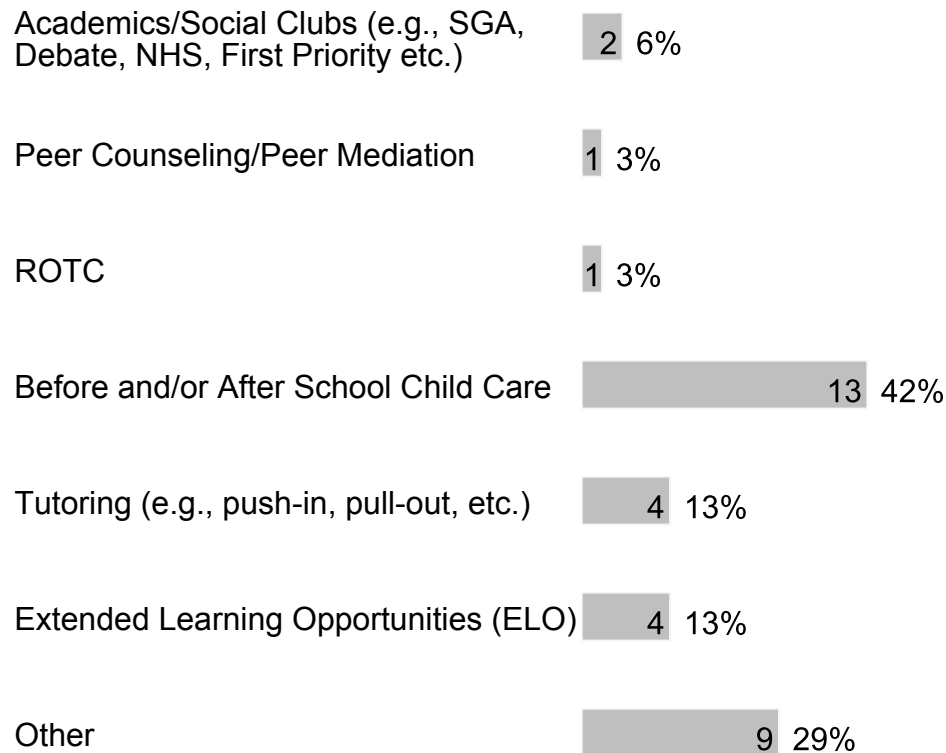 Academics/Social Clubs (e.g., SGA,
Debate, NHS, First Priority etc.)
2 6%
Peer Counseling/Peer Mediation 1 3%
ROTC 1 3%
Before and/or After School Child Care 13 42%
Tutoring (e.g., push-in, pull-out, etc.) 4 13%
Extended Learning Opportunities (ELO) 4 13%
Other 9 29%